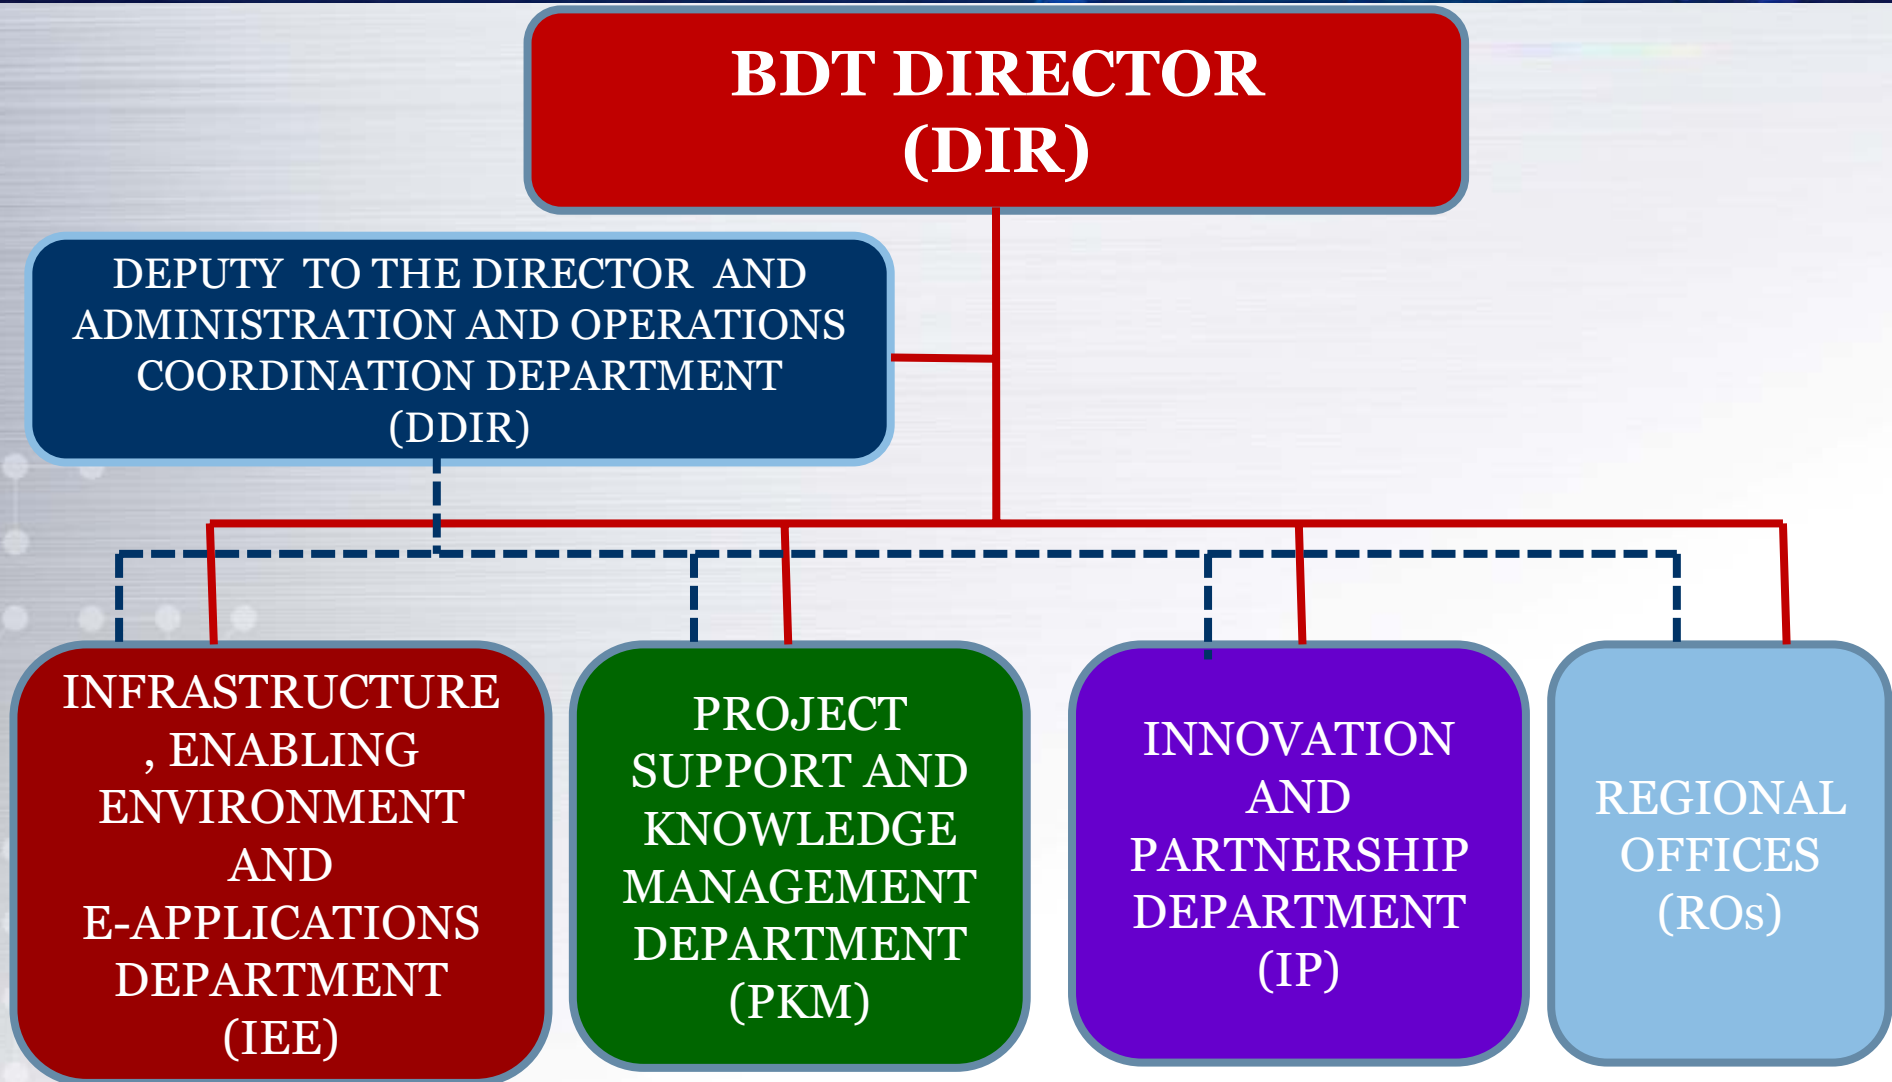 BDT DIRECTOR
(DIR)
DEPUTY TO THE DIRECTOR AND
ADMINISTRATION AND OPERATIONS
COORDINATION DEPARTMENT
(DDIR)
INFRASTRUCTURE
, ENABLING
ENVIRONMENT
AND
E-APPLICATIONS
DEPARTMENT
(IEE)
PROJECT
SUPPORT AND
KNOWLEDGE
MANAGEMENT
DEPARTMENT
(PKM)
INNOVATION
AND
PARTNERSHIP
DEPARTMENT
(IP)
REGIONAL
OFFICES
(ROs)